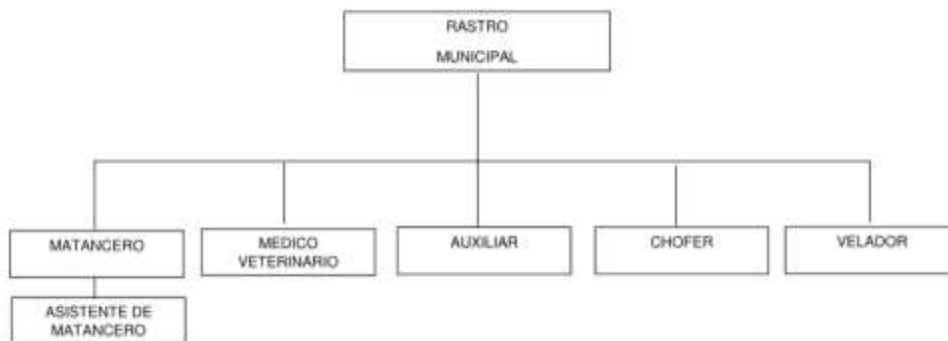 RASTRO
MUNICIPAL
MATANCERO
MEDICO
VETERINARIO
AUXILIAR
CHOFER
VELADOR
ASISTENTE DE
MATANCERO